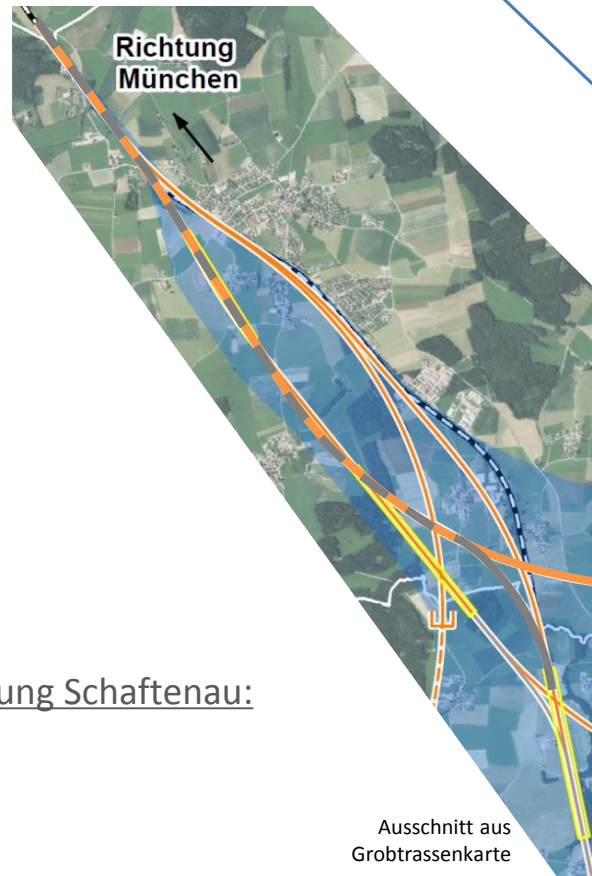 Richtung
München
ung Schaftenau:
Ausschnitt aus
Grobtrassenkarte